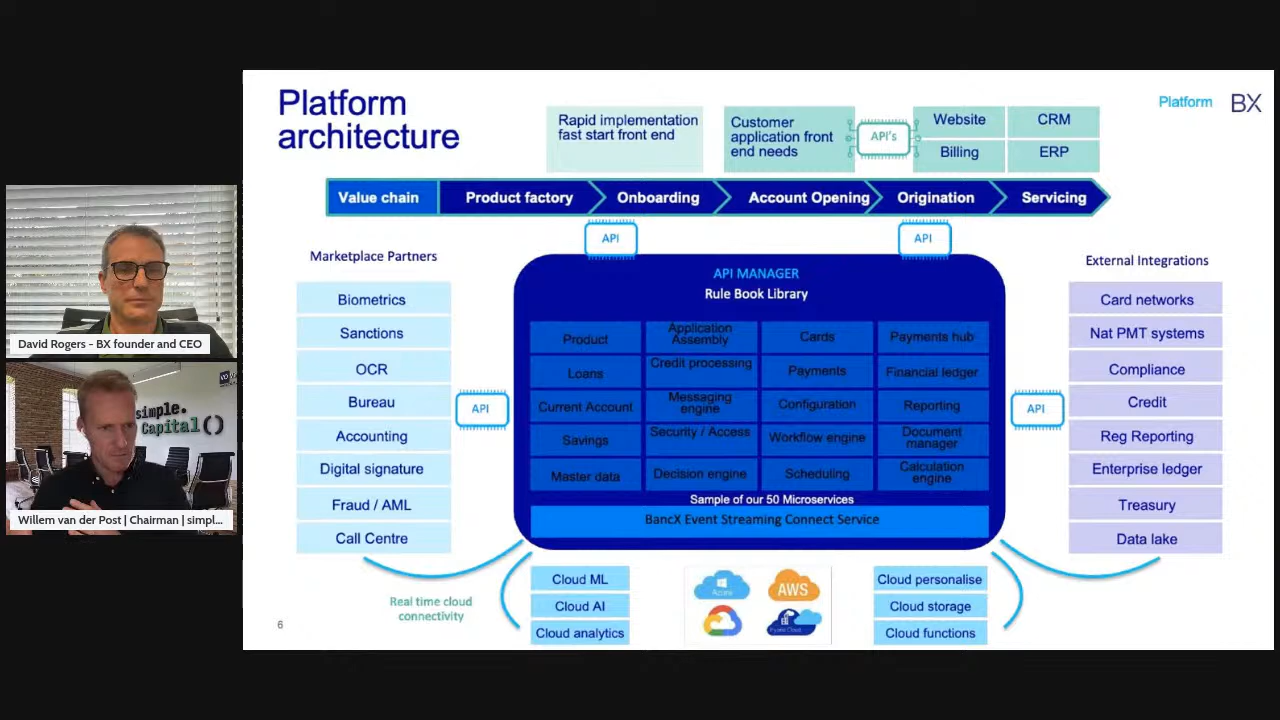 Platform
architecture
Platform BX
Rapid implementation
fast start front end
Customer
application front
end needs
API's
Website
CRM
Billing
ERP
Value chain
Product factory
Onboarding
Account Opening
Origination
Servicing
API
API
Marketplace Partners
Biometrics
Sanctions
OCR
Bureau
Accounting
Digital signature
Fraud / AML
Call Centre
API
API MANAGER
Rule Book Library
Product
Application
Assembly
Cards
Payments hub
Loans
Credit processing
Payments
Financial ledger
Current Account
Messaging
engine
Configuration
Reporting
Savings
Security / Access
Workflow engine
Document
manager
Master data
Decision engine
Scheduling
Calculation
engine
Sample of our 50 Microservices
BancX Event Streaming Connect Service
API
External Integrations
Card networks
Nat PMT systems
Compliance
Credit
Reg Reporting
Enterprise ledger
Treasury
Data lake
Real time cloud
connectivity
Cloud ML
Cloud AI
Cloud analytics
Azure
AWS
Cloud personalise
Cloud storage
Cloud functions
6
David Rogers - BX founder and CEO
simple.
Capital()
Willem van der Post | Chairman | simpl...